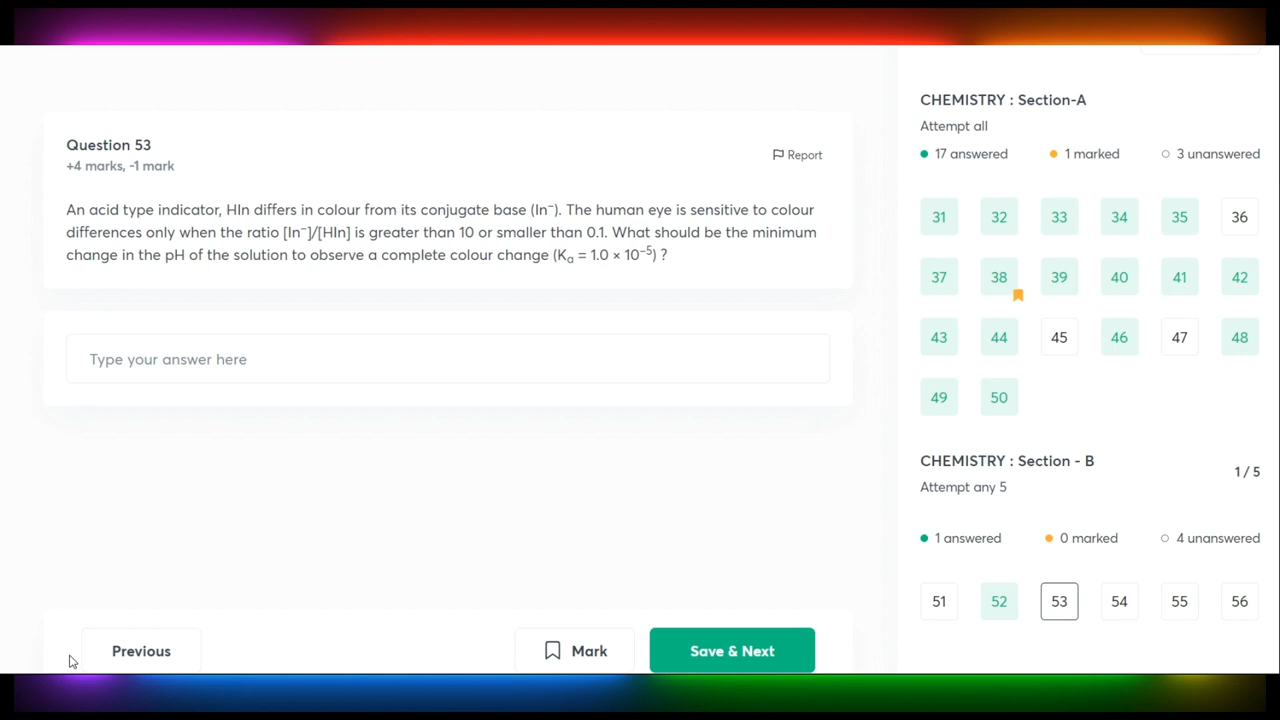 Question 53
+4 marks, -1 mark
Report
An acid type indicator, HIn differs in colour from its conjugate base (In⁻). The human eye is sensitive to colour
differences only when the ratio [In⁻]/[HIn] is greater than 10 or smaller than 0.1. What should be the minimum
change in the pH of the solution to observe a complete colour change (Kₐ = 1.0 × 10⁻⁵) ?
Type your answer here
Previous
Mark
Save & Next
CHEMISTRY : Section-A
Attempt all
17 answered 1 marked 3 unanswered
31 32 33 34 35 36
37 38 39 40 41 42
43 44 45 46 47 48
49 50
CHEMISTRY : Section - B
1 / 5
Attempt any 5
1 answered 0 marked 4 unanswered
51 52 53 54 55 56